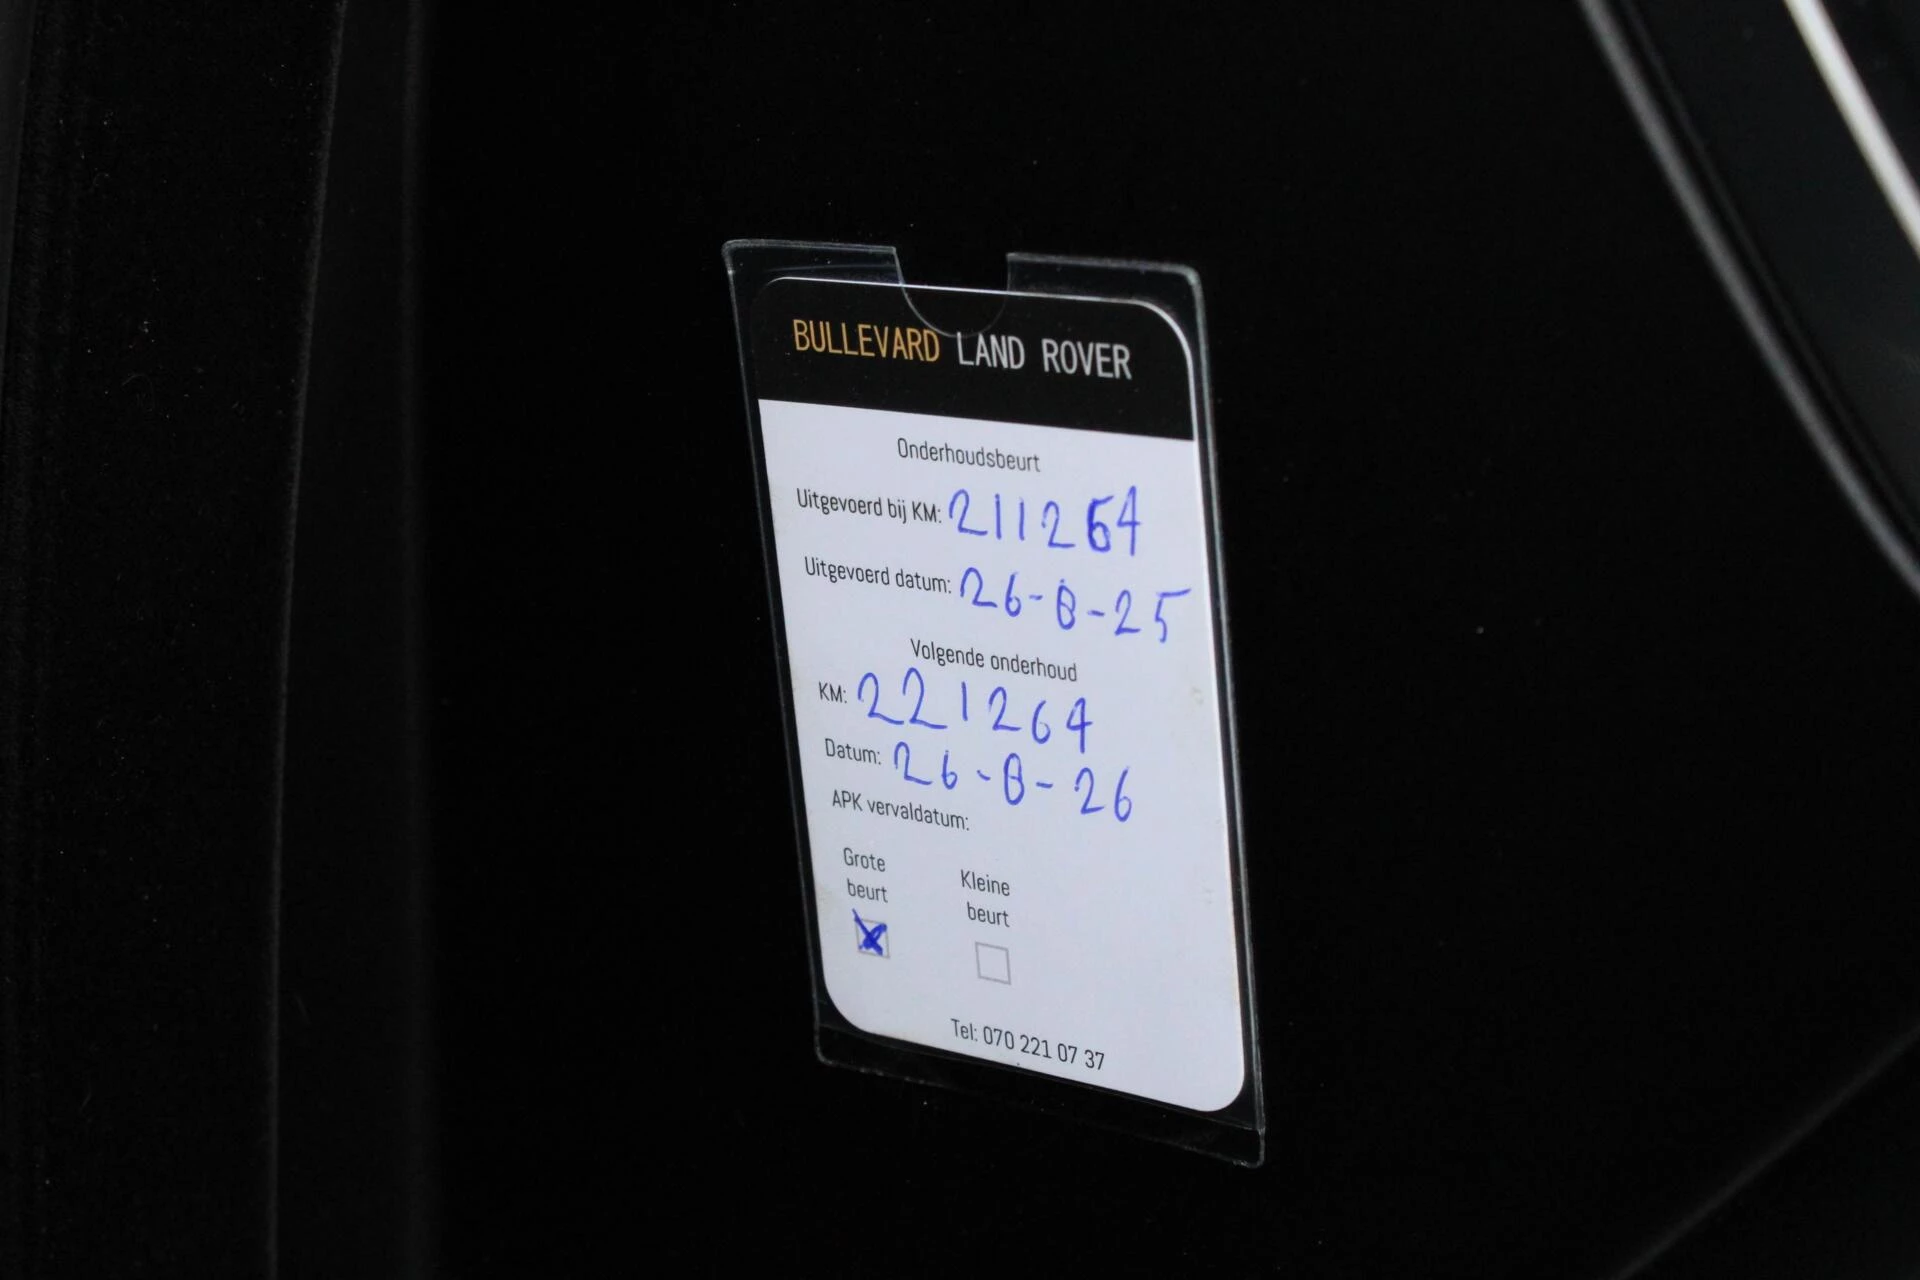 BULLEVARD LAND ROVER
Onderhoudsbeurt
Uitgevoerd bij KM: 211264
Uitgevoerd datum: 26-8-25
Volgende onderhoud
KM: 221264
Datum: 26-8-26
APK vervaldatum:
Grote beurt
Kleine beurt
Tel: 070 221 07 37